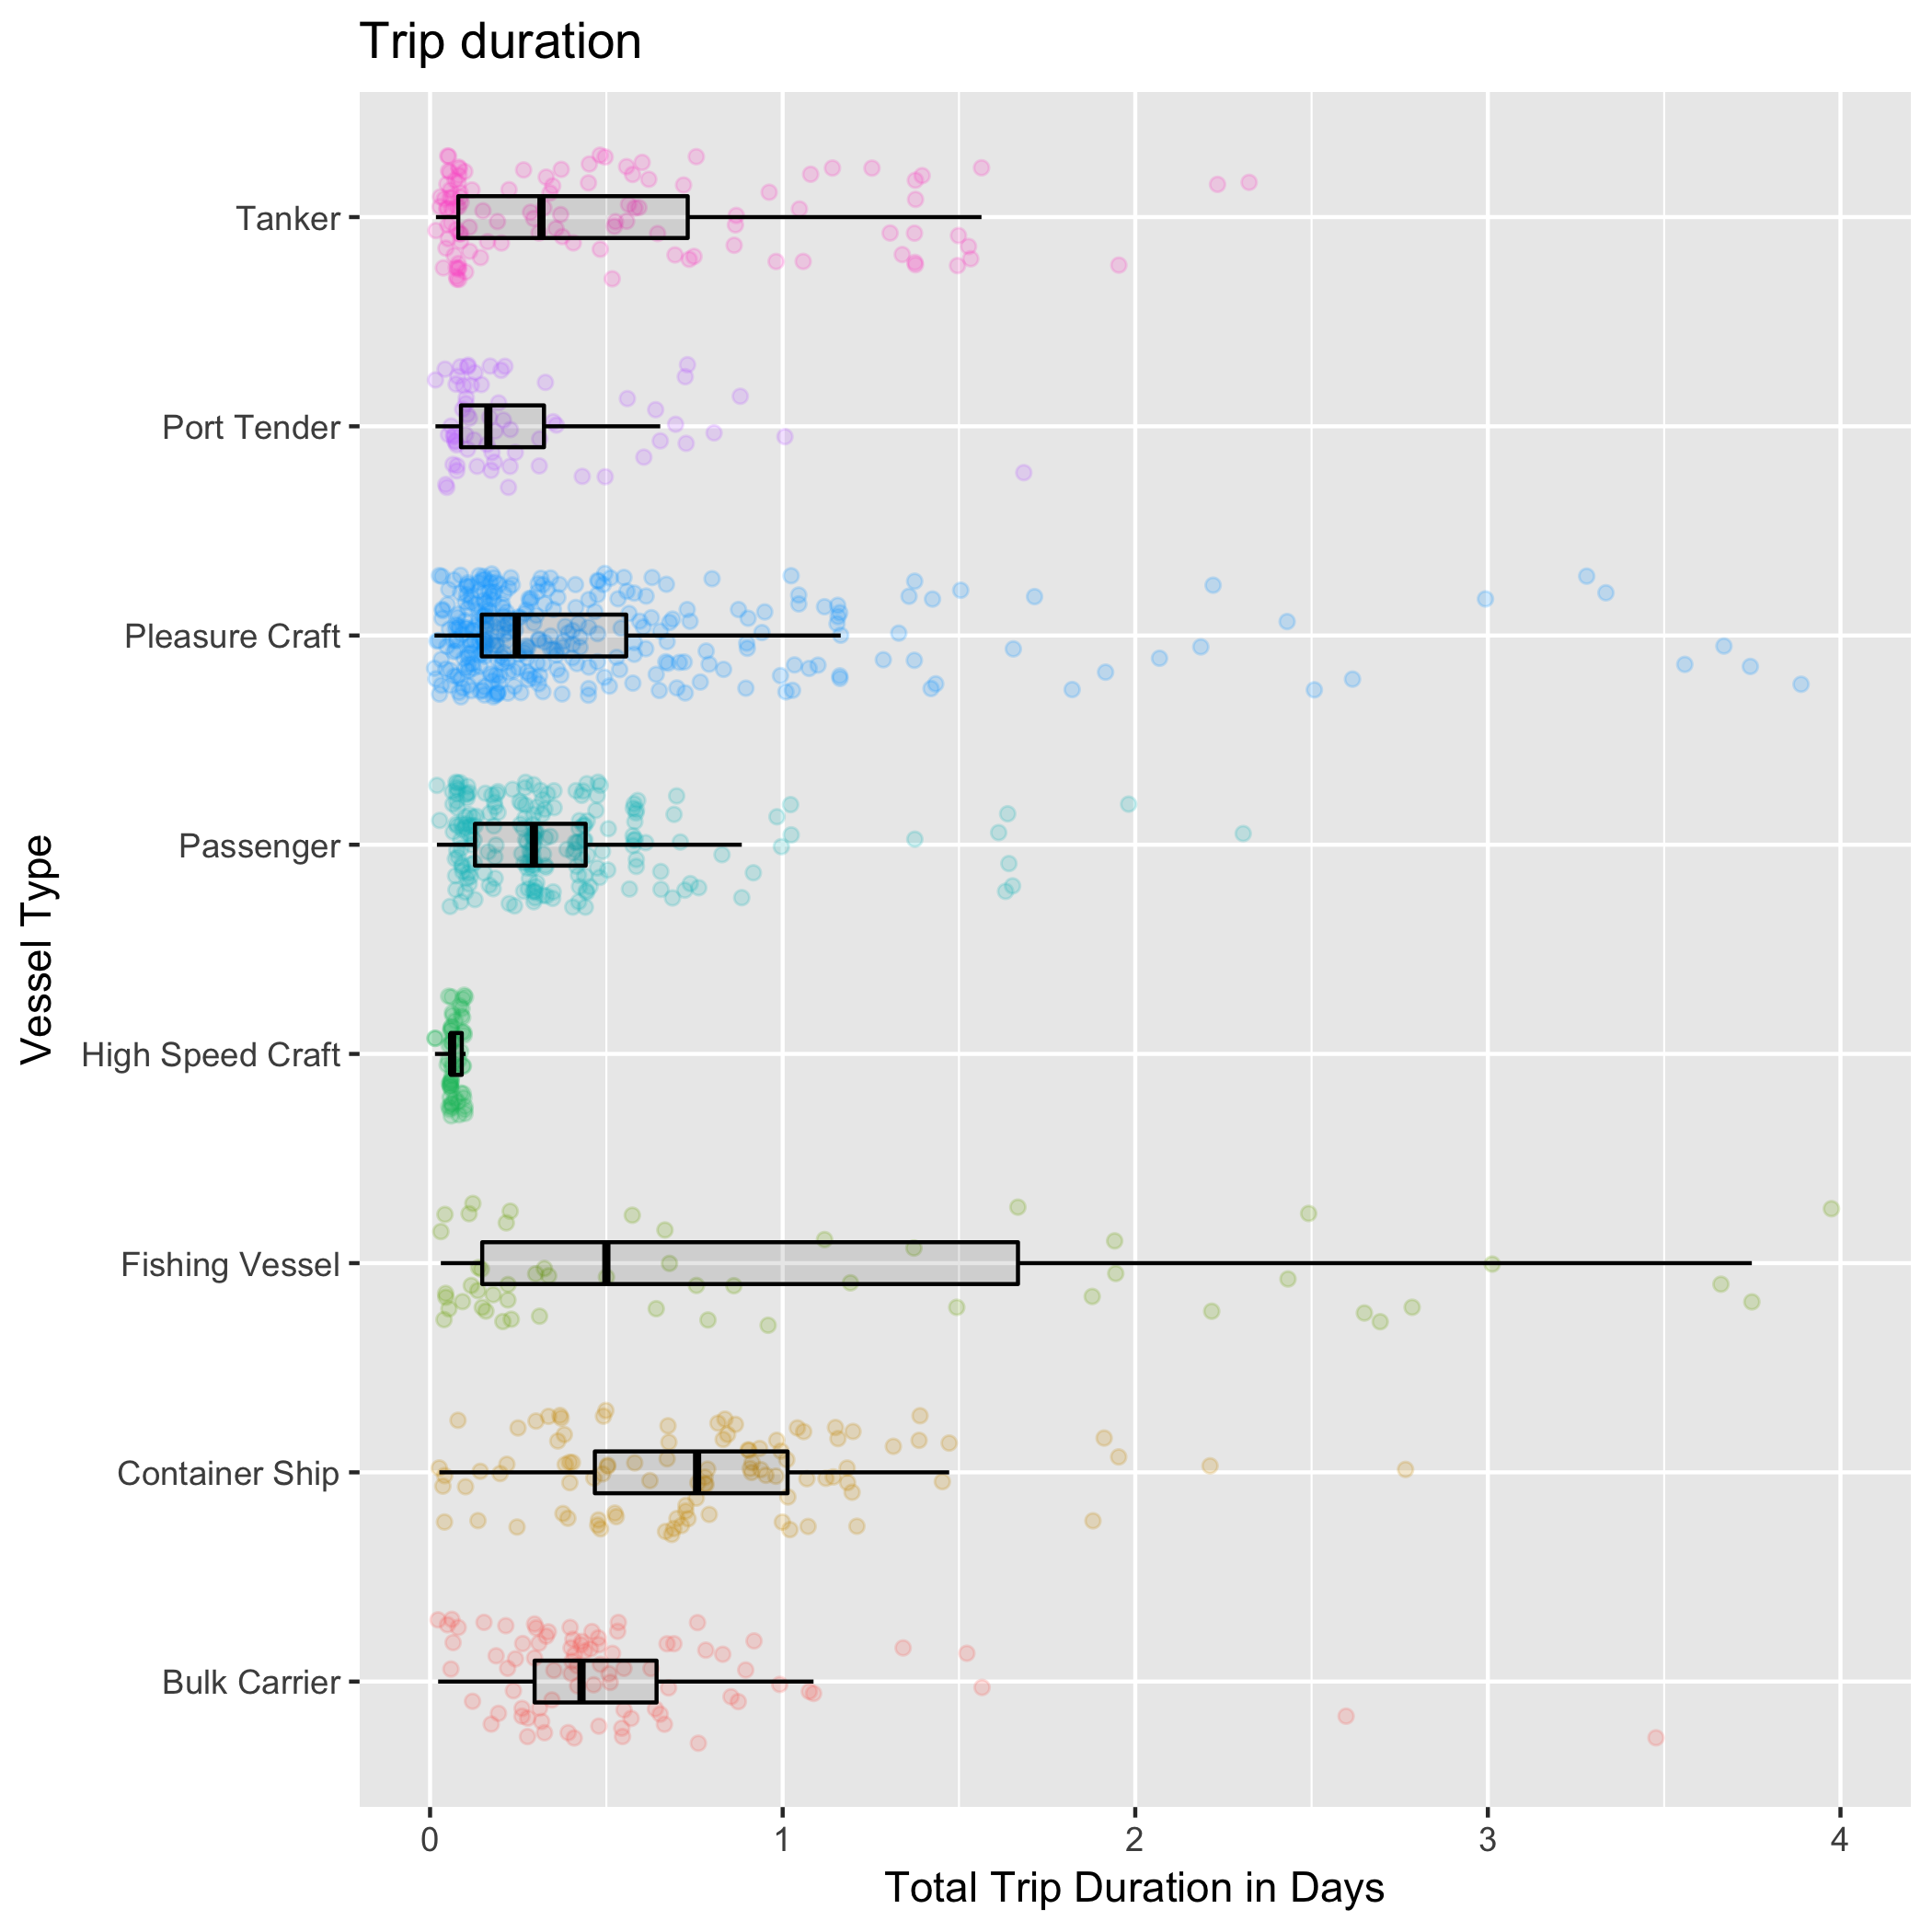 Trip duration
Vessel Type
Tanker
Port Tender
Pleasure Craft
Passenger
High Speed Craft
Fishing Vessel
Container Ship
Bulk Carrier
0 1 2 3 4
Total Trip Duration in Days